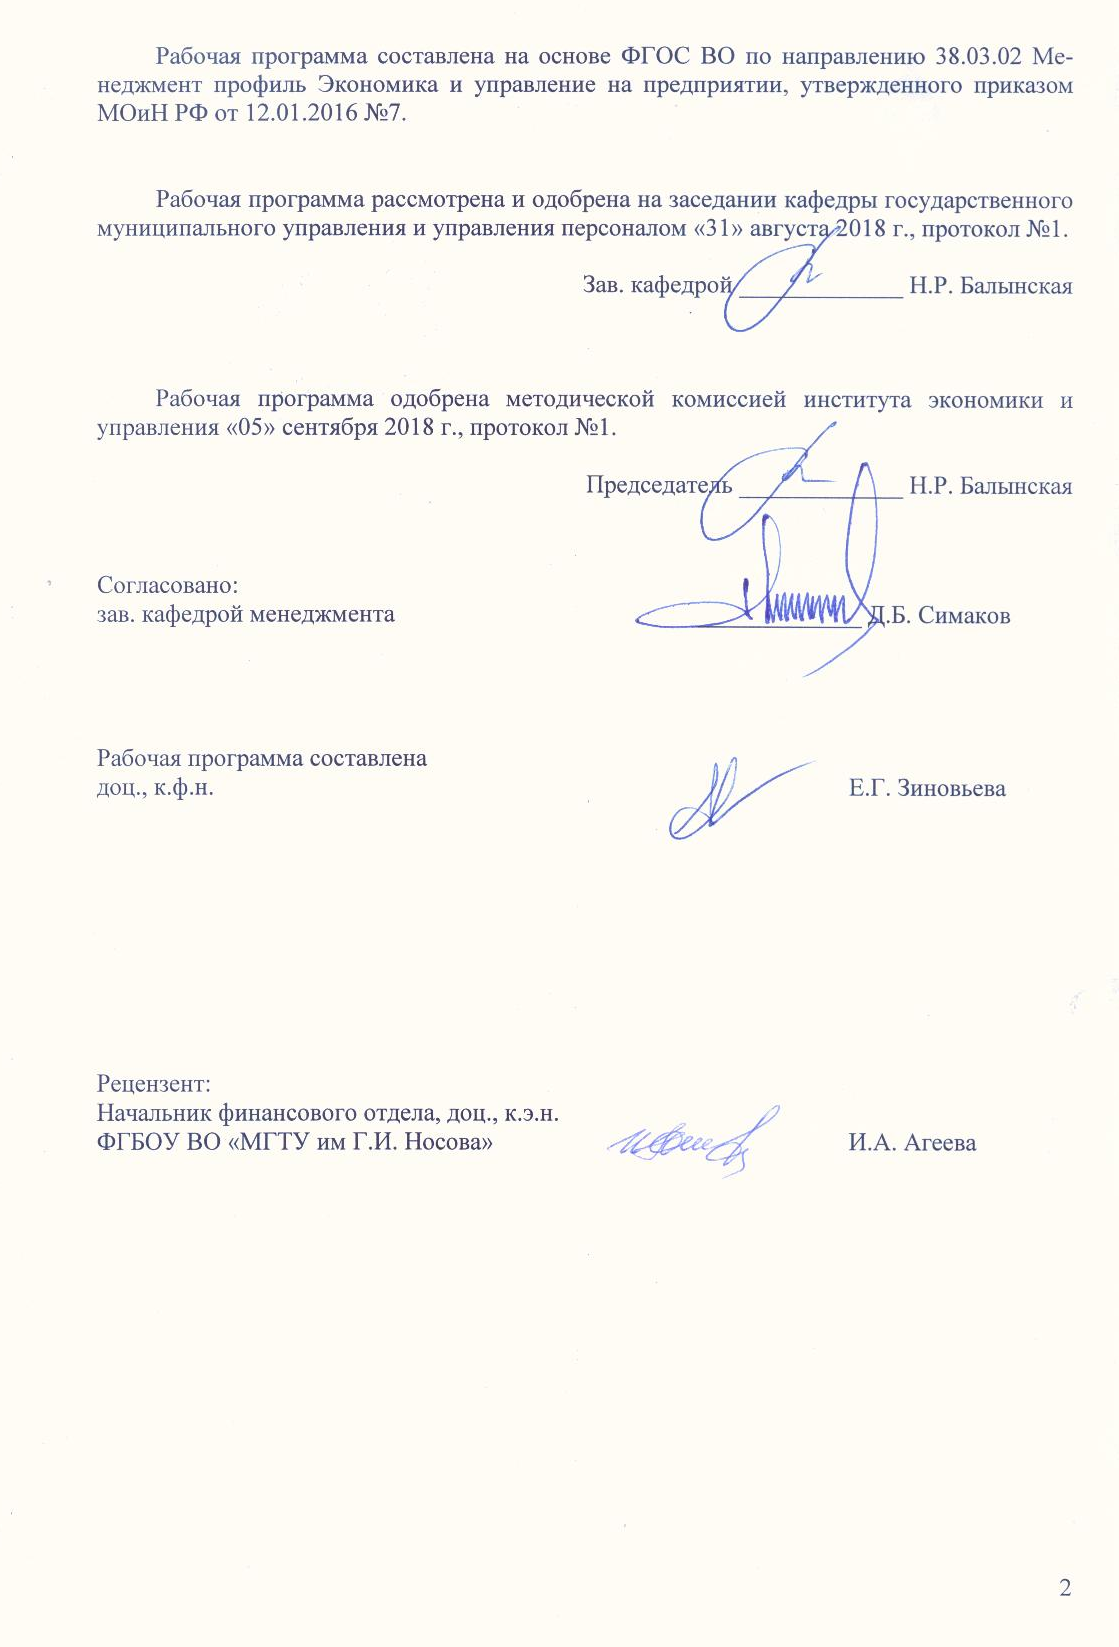 Рабочая программа составлена на основе ФГОС ВО по направлению 38.03.02 Ме-
неджмент профиль Экономика и управление на предприятии, утвержденного приказом
МОиН РФ от 12.01.2016 №7.
Рабочая программа рассмотрена и одобрена на заседании кафедры государственного
муниципального управления и управления персоналом «31» августа 2018 г., протокол №1.
Зав. кафедрой _____________ Н.Р. Балынская
Рабочая программа одобрена методической комиссией института экономики и
управления «05» сентября 2018 г., протокол №1.
Председатель _____________ Н.Р. Балынская
Согласовано:
зав. кафедрой менеджмента __________________ Д.Б. Симаков
Рабочая программа составлена
доц., к.ф.н. Е.Г. Зиновьева
Рецензент:
Начальник финансового отдела, доц., к.э.н.
ФГБОУ ВО «МГТУ им Г.И. Носова» И.А. Агеева
2